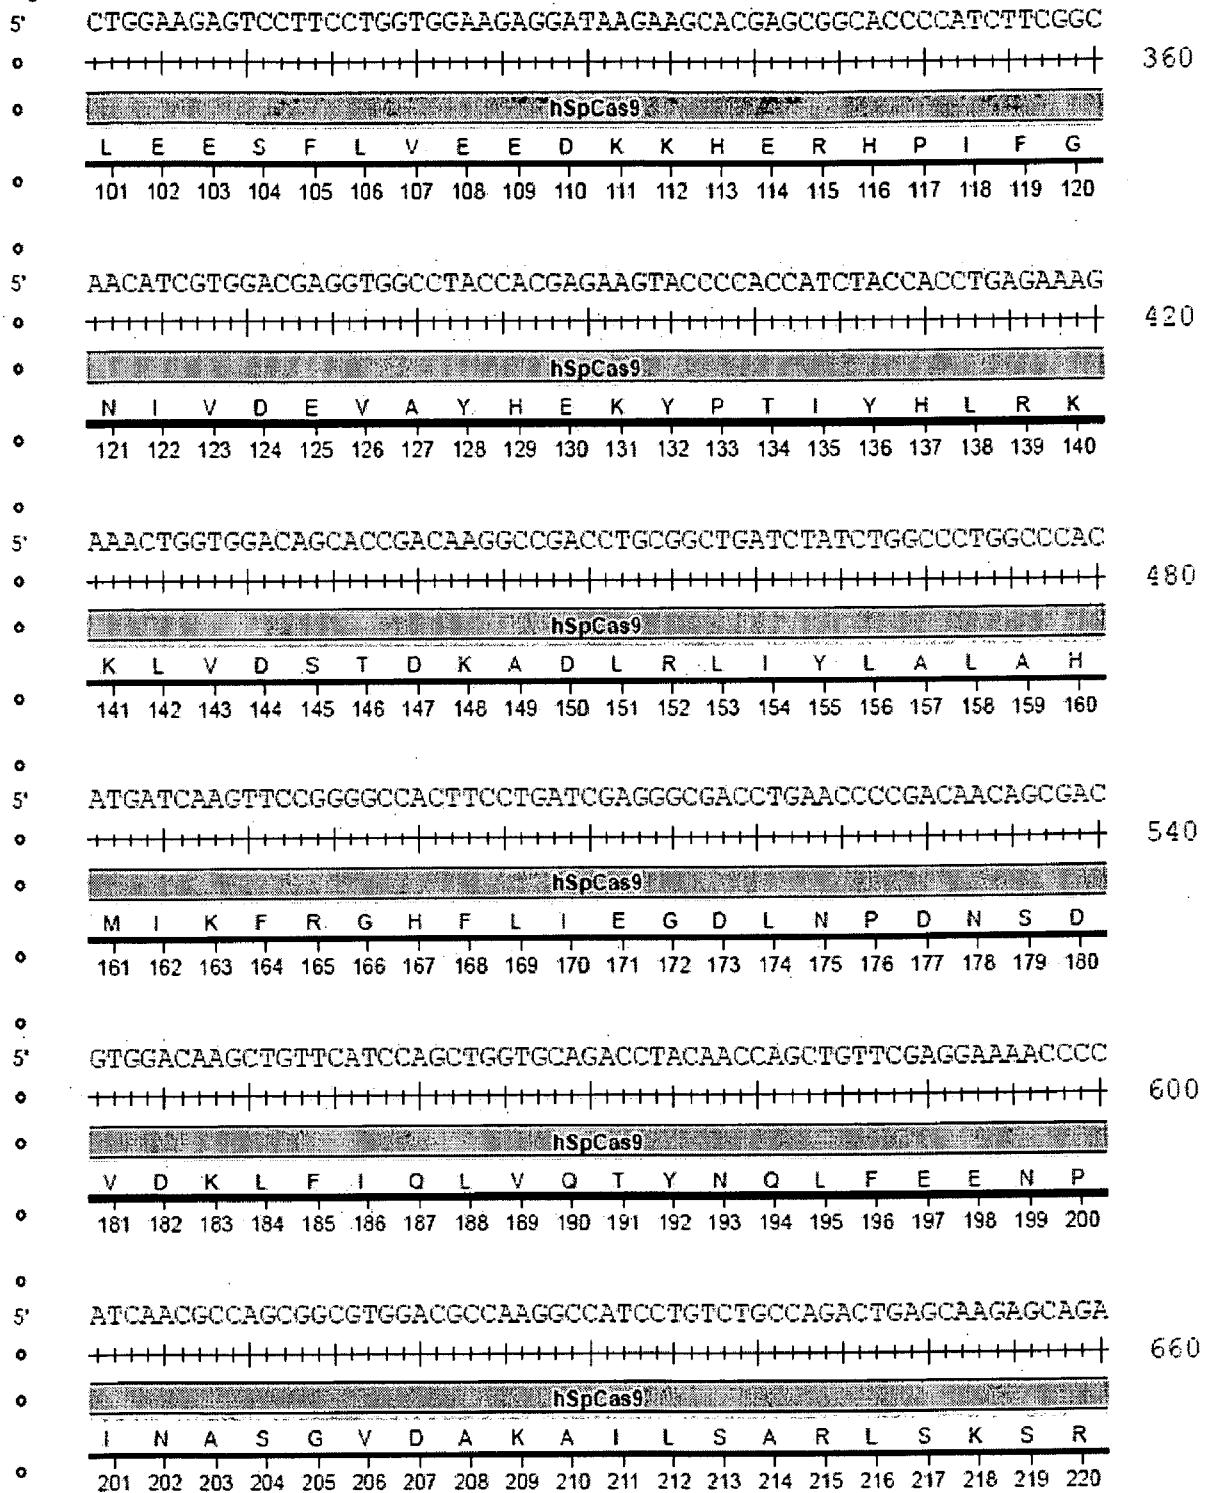 5' CTGGAAGAGTCCTTCCTGGTGGAAGAGGATAAGAAGCACGAGCGGCACCCCATCTTCGGC
360
hSpCas9
L E E S F L V E E D K K H E R H P I F G
101 102 103 104 105 106 107 108 109 110 111 112 113 114 115 116 117 118 119 120
5' AACATCGTGGACGAGGTGGCCTACCACGAGAAGTACCCCACCATCTACCACCTGAGAAAG
420
hSpCas9
N I V D E V A Y H E K Y P T I Y H L R K
121 122 123 124 125 126 127 128 129 130 131 132 133 134 135 136 137 138 139 140
5' AAACTGGTGGACAGCACCGACAAGGCCGACCTGCGGCTGATCTATCTGGCCCTGGCCCAC
480
hSpCas9
K L V D S T D K A D L R L I Y L A L A H
141 142 143 144 145 146 147 148 149 150 151 152 153 154 155 156 157 158 159 160
5' ATGATCAAGTTCCGGGGCCACTTCCTGATCGAGGGCGACCTGAACCCCGACAACAGCGAC
540
hSpCas9
M I K F R G H F L I E G D L N P D N S D
161 162 163 164 165 166 167 168 169 170 171 172 173 174 175 176 177 178 179 180
5' GTGGACAAGCTGTTCATCCAGCTGGTGCAGACCTACAACCAGCTGTTCGAGGAAAACCCC
600
hSpCas9
V D K L F I Q L V Q T Y N Q L F E E N P
181 182 183 184 185 186 187 188 189 190 191 192 193 194 195 196 197 198 199 200
5' ATCAACGCCAGCGGCGTGGACGCCAAGGCCATCCTGTCTGCCAGACTGAGCAAGAGCAGA
660
hSpCas9
I N A S G V D A K A I L S A R L S K S R
201 202 203 204 205 206 207 208 209 210 211 212 213 214 215 216 217 218 219 220